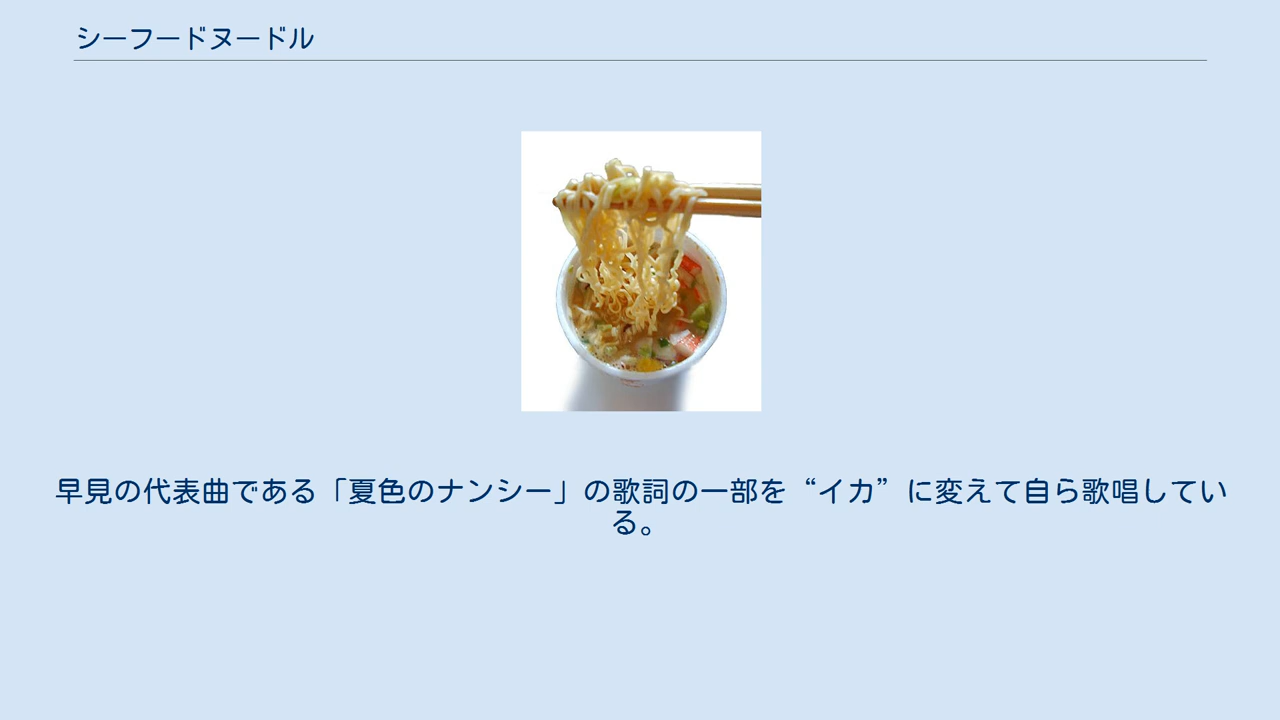 シーフードヌードル
早見の代表曲である「夏色のナンシー」の歌詞の一部を“イカ”に変えて自ら歌唱してい
る。